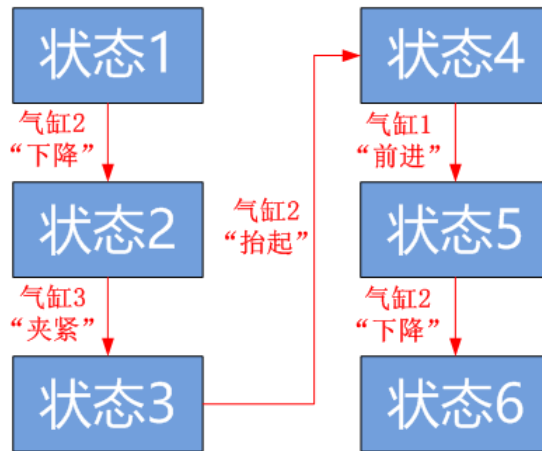 状态1
气缸2
“下降”
状态2
气缸3
“夹紧”
状态3
气缸2
“抬起”
状态4
气缸1
“前进”
状态5
气缸2
“下降”
状态6